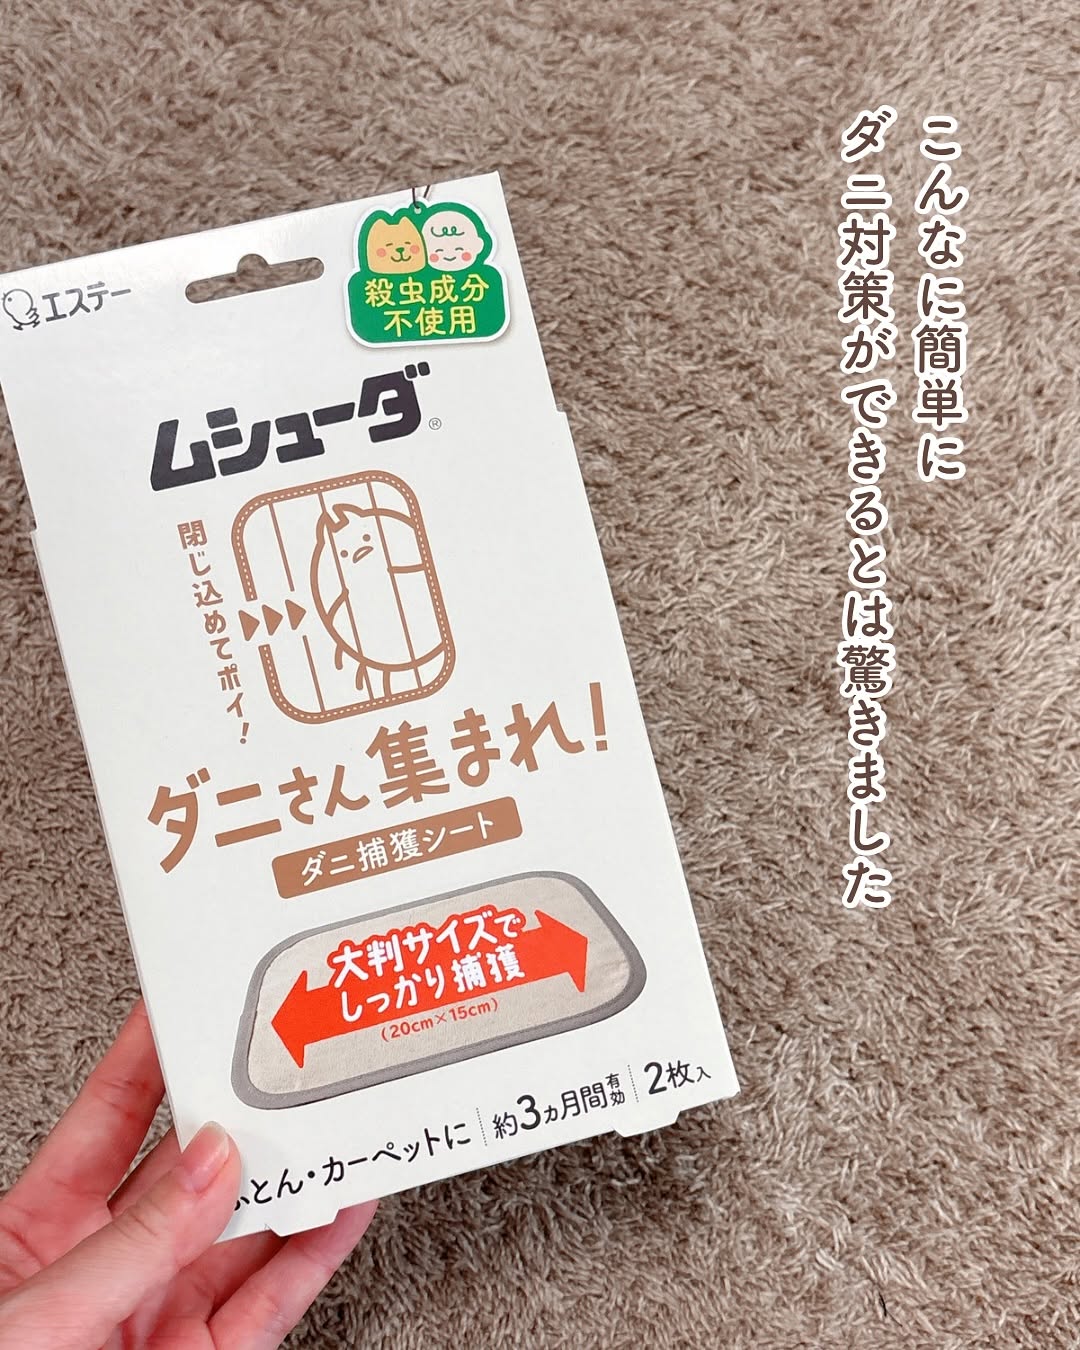 こんなに簡単に
ダニ対策ができるとは驚きました
エステー
殺虫成分
不使用
ムシューダ®
閉じ込めてポイ!
ダニさん集まれ!
ダニ捕獲シート
大判サイズで
しっかり捕獲
(20cm×15cm)
ふとん・カーペットに
約3ヵ月間有効
2枚入